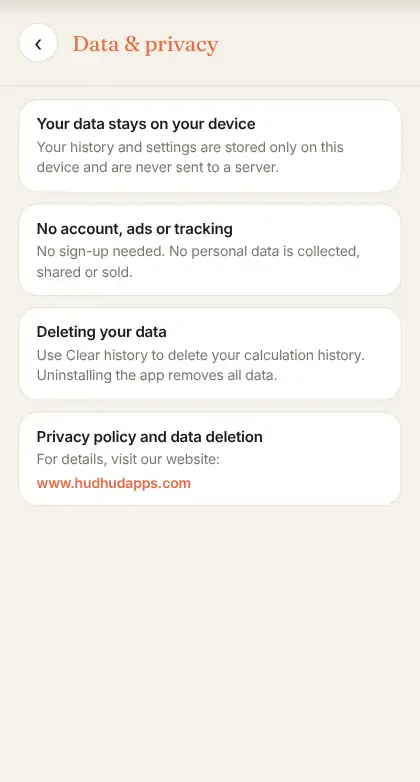 Data & privacy
Your data stays on your device
Your history and settings are stored only on this
device and are never sent to a server.
No account, ads or tracking
No sign-up needed. No personal data is collected,
shared or sold.
Deleting your data
Use Clear history to delete your calculation history.
Uninstalling the app removes all data.
Privacy policy and data deletion
For details, visit our website:
www.hudhudapps.com